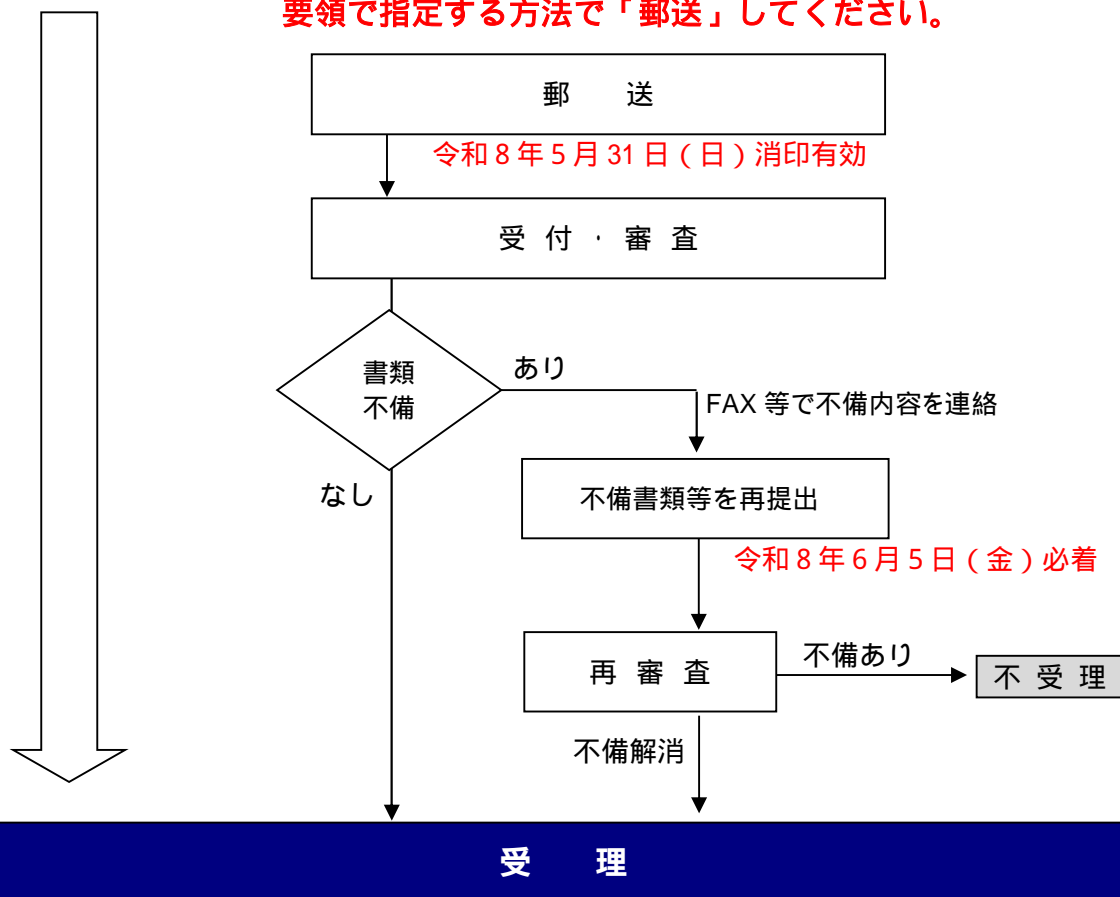 要領で指定する方法で「郵送」してください。
郵　送
令和８年５月31日（日）消印有効
受付・審査
書類
不備
あり
FAX等で不備内容を連絡
なし
不備書類等を再提出
令和８年６月５日（金）必着
再審査
不備あり
不受理
不備解消
受　理